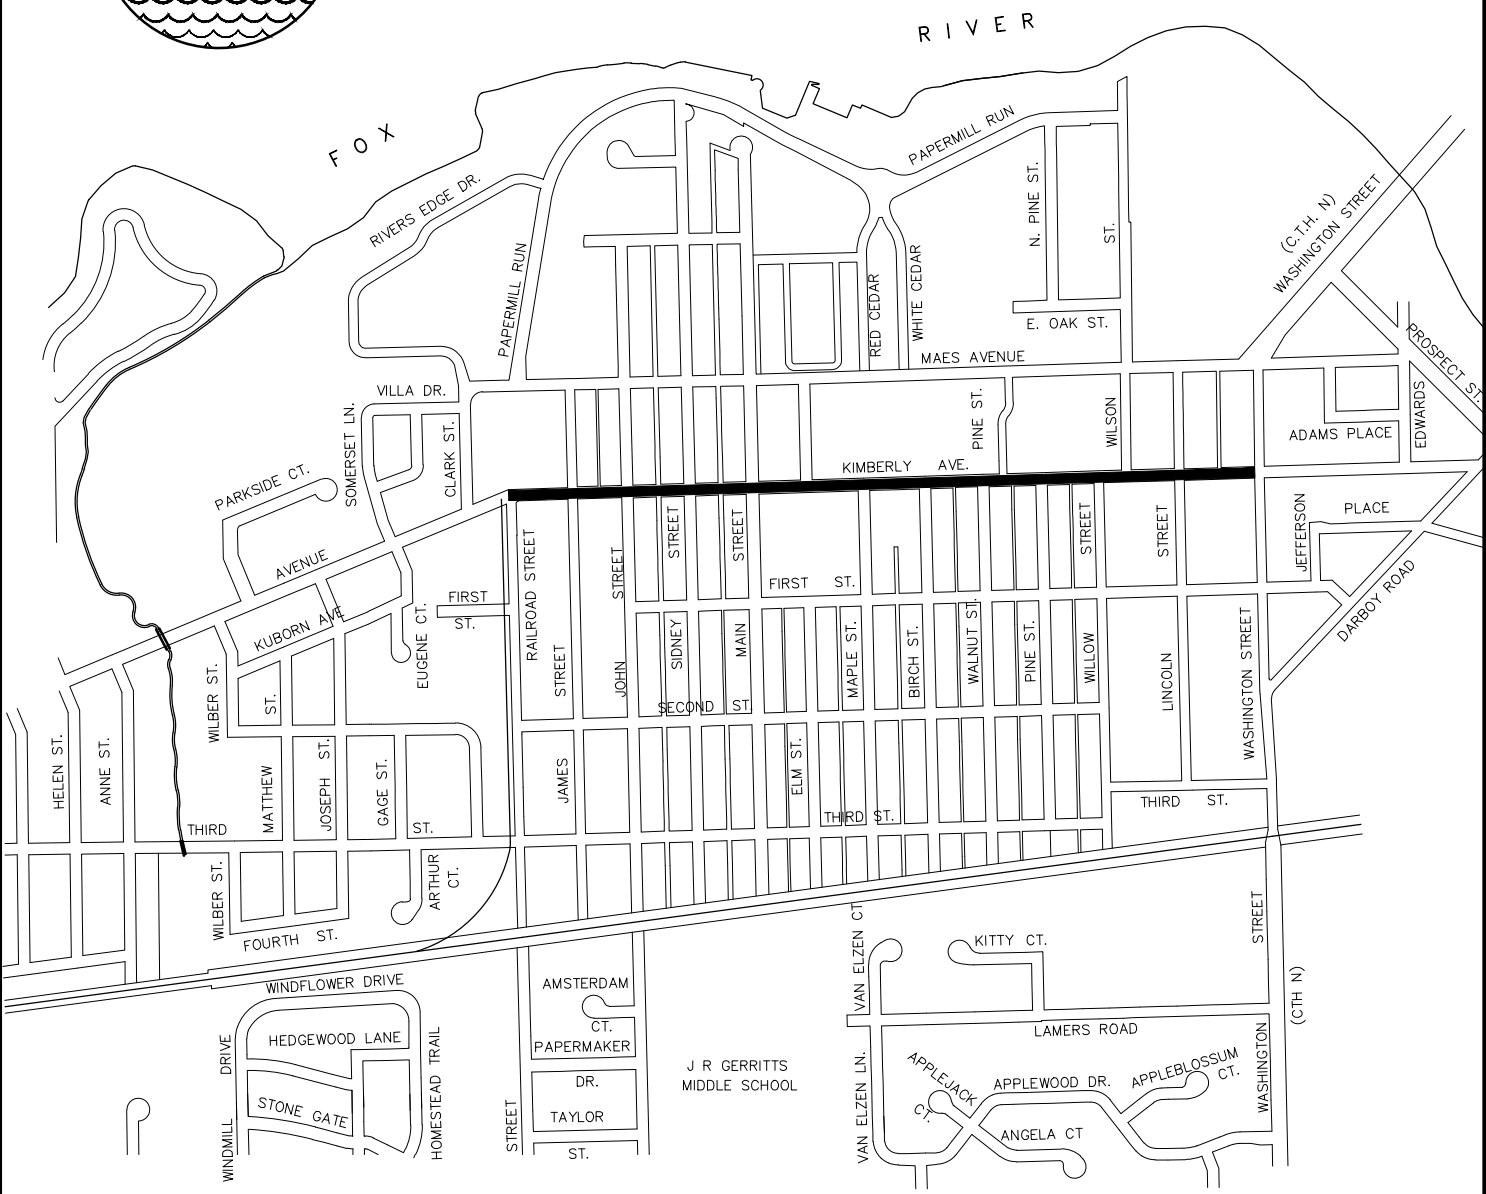 RIVER
FOX
PAPERMILL RUN
RIVERS EDGE DR.
N. PINE ST.
(C.T.H. N)
WASHINGTON STREET
ST.
PAPERMILL RUN
RED CEDAR
WHITE CEDAR
E. OAK ST.
PROSPECT ST.
MAES AVENUE
VILLA DR.
SOMERSET LN.
CLARK ST.
PINE ST.
WILSON
ADAMS PLACE
EDWARDS
KIMBERLY AVE.
PARKSIDE CT.
AVENUE
KUBORN AVE
FIRST
ST.
EUGENE CT.
RAILROAD STREET
STREET
STREET
STREET
FIRST ST.
STREET
STREET
JEFFERSON
PLACE
DARBOY ROAD
WILBER ST.
ST.
STREET
JOHN
SIDNEY
MAIN
MAPLE ST.
BIRCH ST.
WALNUT ST.
PINE ST.
WILLOW
LINCOLN
WASHINGTON STREET
SECOND ST.
HELEN ST.
ANNE ST.
MATTHEW
JOSEPH ST.
GAGE ST.
JAMES
ELM ST.
THIRD
ST.
THIRD ST.
THIRD ST.
WILBER ST.
ARTHUR
CT.
FOURTH ST.
VAN ELZEN CT
KITTY CT.
STREET
WINDFLOWER DRIVE
AMSTERDAM
CT.
(CTH N)
HEDGEWOOD LANE
PAPERMAKER
DR.
LAMERS ROAD
DRIVE
HOMESTEAD TRAIL
J R GERRITTS
MIDDLE SCHOOL
STONE GATE
TAYLOR
ST.
WINDMILL
STREET
VAN ELZEN LN.
APPLEJACK
CT.
APPLEWOOD DR.
APPLEBLOSSUM
CT.
ANGELA CT
WASHINGTON